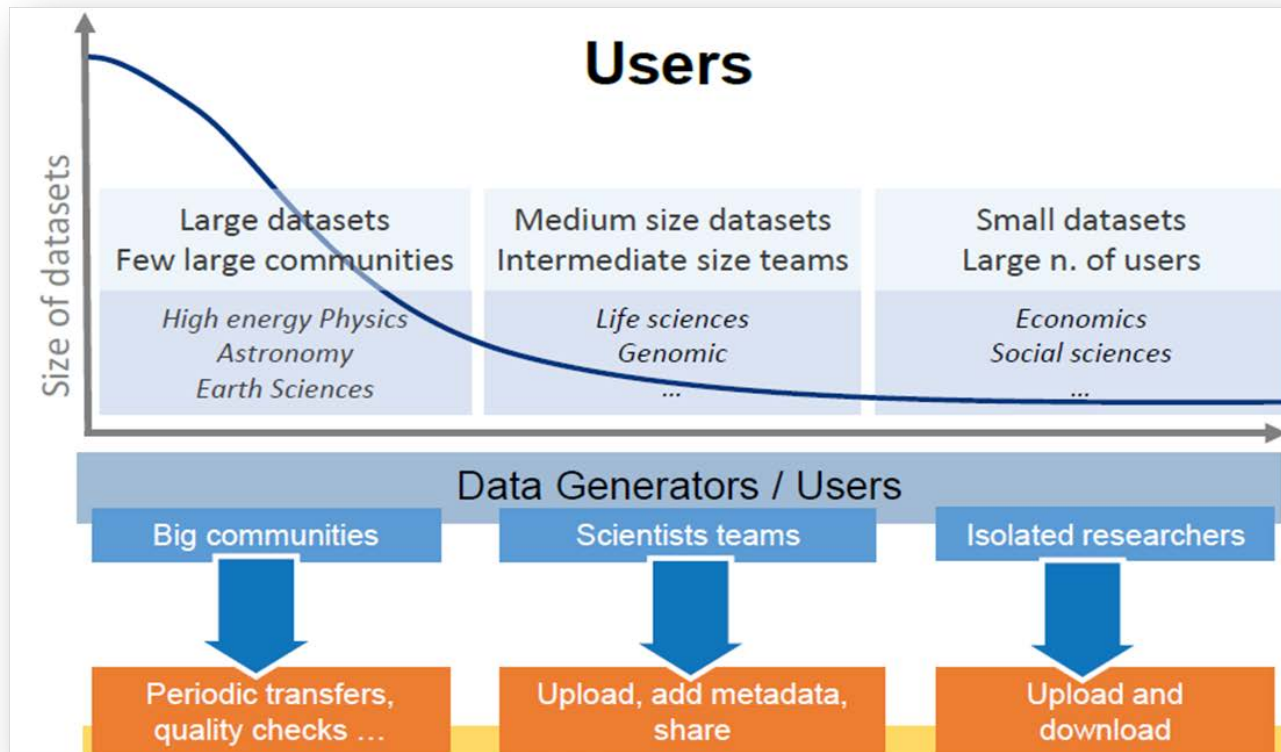 Users
Size of datasets
Large datasets
Few large communities
High energy Physics
Astronomy
Earth Sciences
Medium size datasets
Intermediate size teams
Life sciences
Genomic
...
Small datasets
Large n. of users
Economics
Social sciences
...
Data Generators / Users
Big communities
Scientists teams
Isolated researchers
Periodic transfers,
quality checks ...
Upload, add metadata,
share
Upload and
download